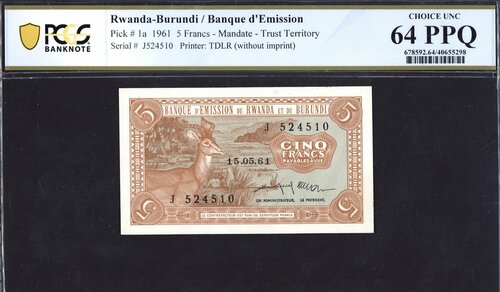 PCGS
BANKNOTE
Rwanda-Burundi / Banque d'Emission
Pick # 1a 1961 5 Francs - Mandate - Trust Territory
Serial # J524510 Printer: TDLR (without imprint)
CHOICE UNC
64 PPQ
678592.64/40655298
5 5
BANQUE D'EMISSION DU RWANDA ET DU BURUNDI
J 524510
CINQ
FRANCS
PAYABLES A VUE
15.05.61
J 524510
UN ADMINISTRATEUR, LE PRESIDENT,
5 5
LE CONTREFACTEUR EST PUNI DE SERVITUDE PENALE